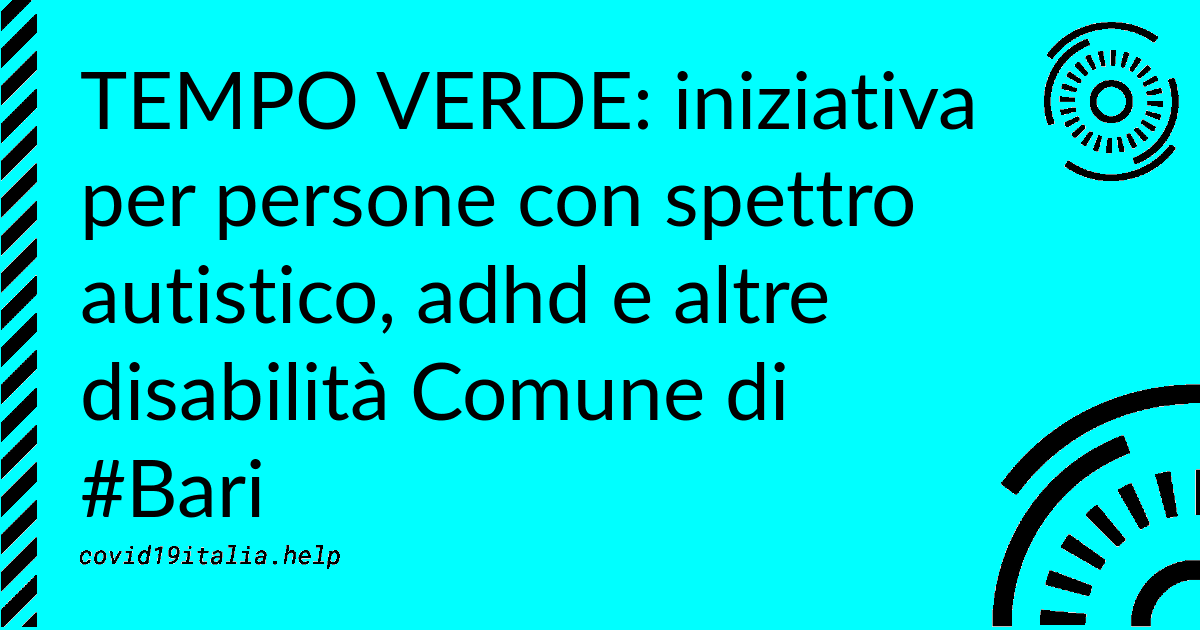 TEMPO VERDE: iniziativa
per persone con spettro
autistico, adhd e altre
disabilità Comune di
#Bari
covid19italia.help